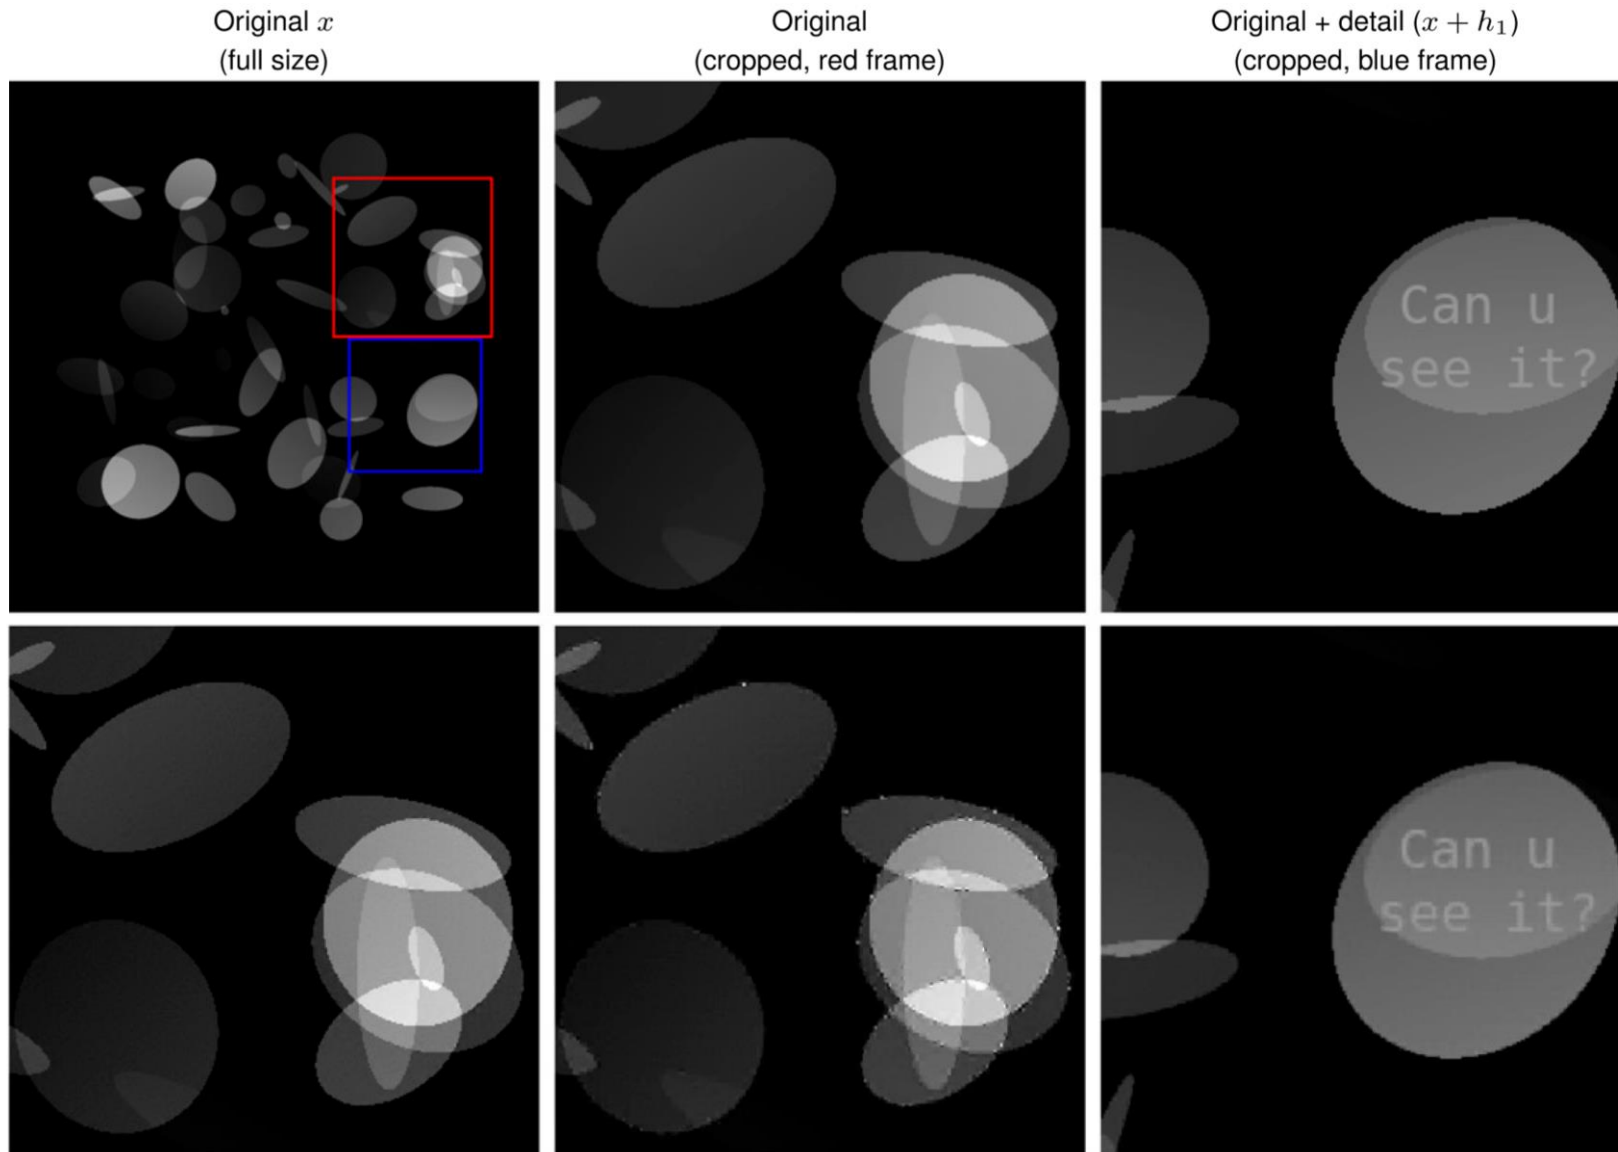 Original x
(full size)
Original
(cropped, red frame)
Original + detail (x + h₁)
(cropped, blue frame)
Can u
see it?
Can u
see it?